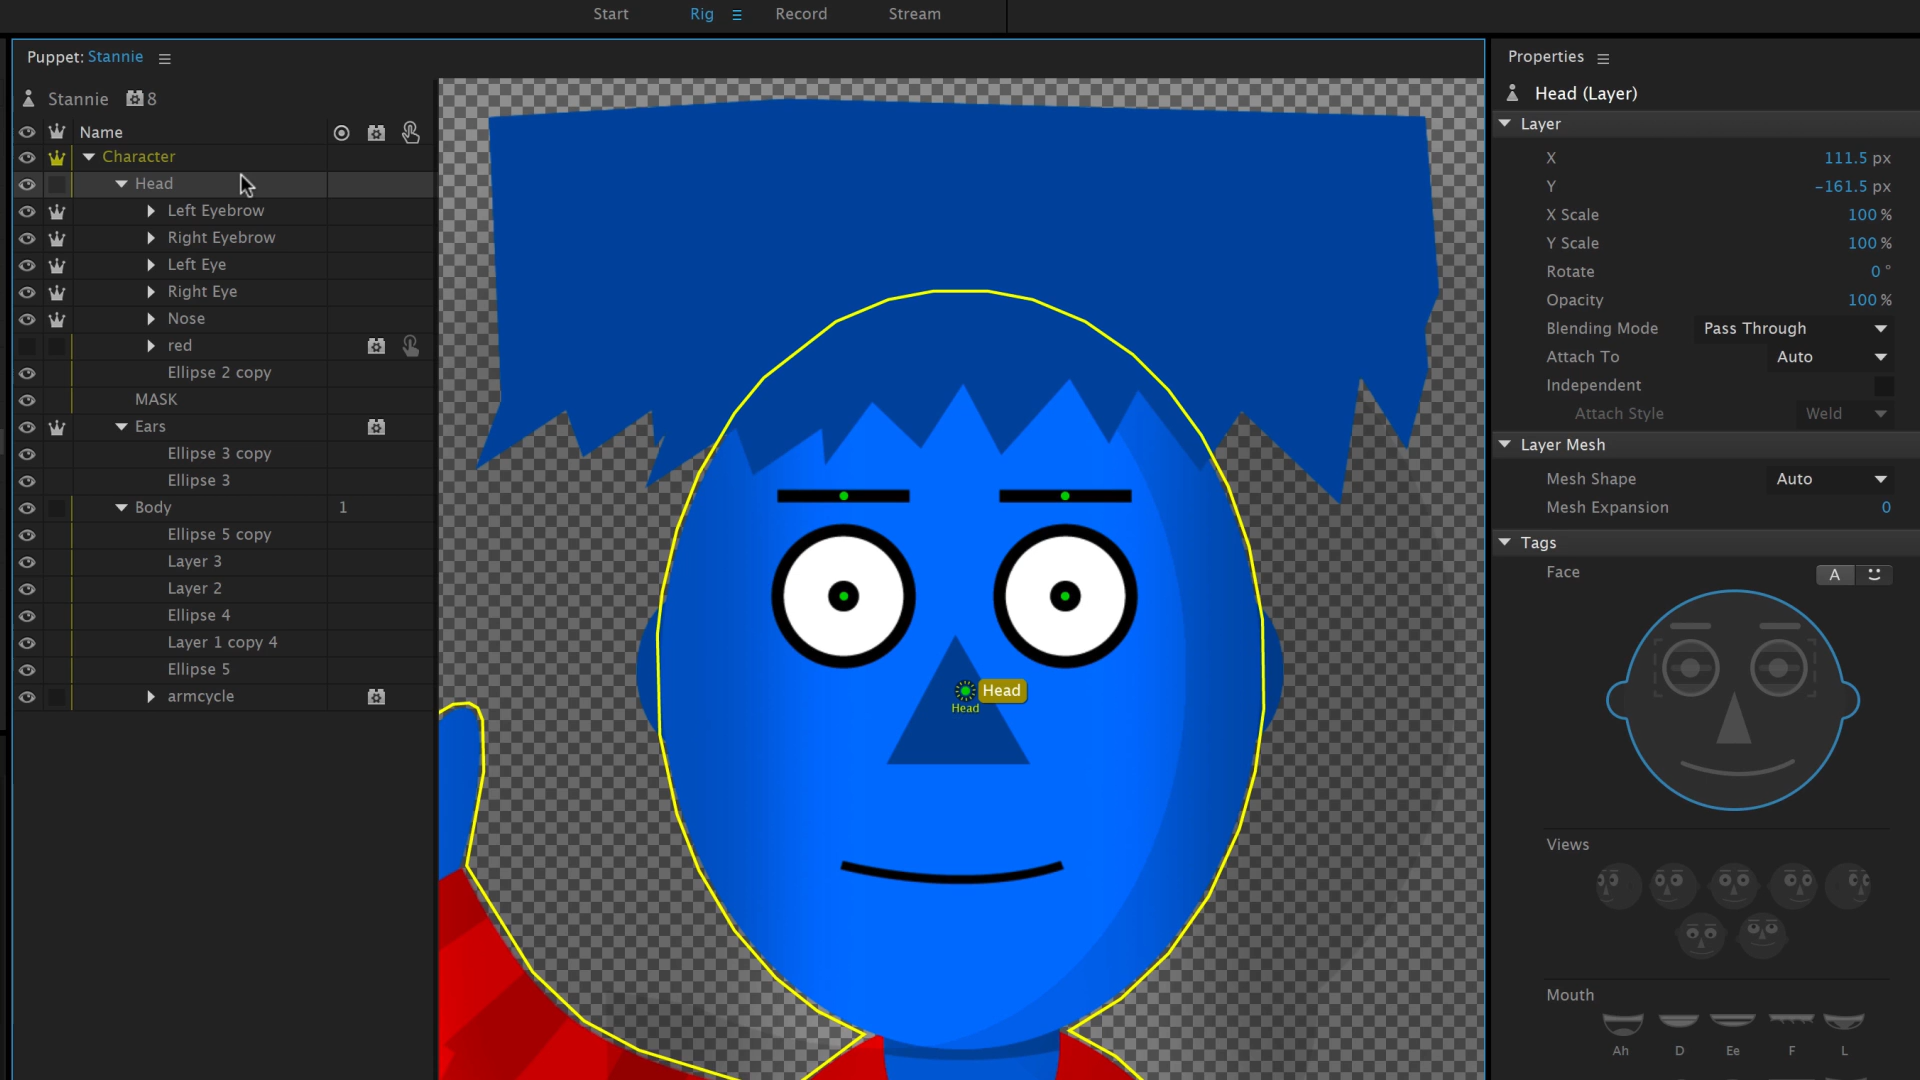 Start
Rig
Record
Stream
Puppet: Stannie
Stannie 8
Name
Character
Head
Left Eyebrow
Right Eyebrow
Left Eye
Right Eye
Nose
red
Ellipse 2 copy
MASK
Ears
Ellipse 3 copy
Ellipse 3
Body 1
Ellipse 5 copy
Layer 3
Layer 2
Ellipse 4
Layer 1 copy 4
Ellipse 5
armcycle
Head
Head
Properties
Head (Layer)
Layer
X 111.5 px
Y -161.5 px
X Scale 100 %
Y Scale 100 %
Rotate 0 °
Opacity 100 %
Blending Mode Pass Through
Attach To Auto
Independent
Attach Style Weld
Layer Mesh
Mesh Shape Auto
Mesh Expansion 0
Tags
Face A
Views
Mouth
Ah D Ee F L